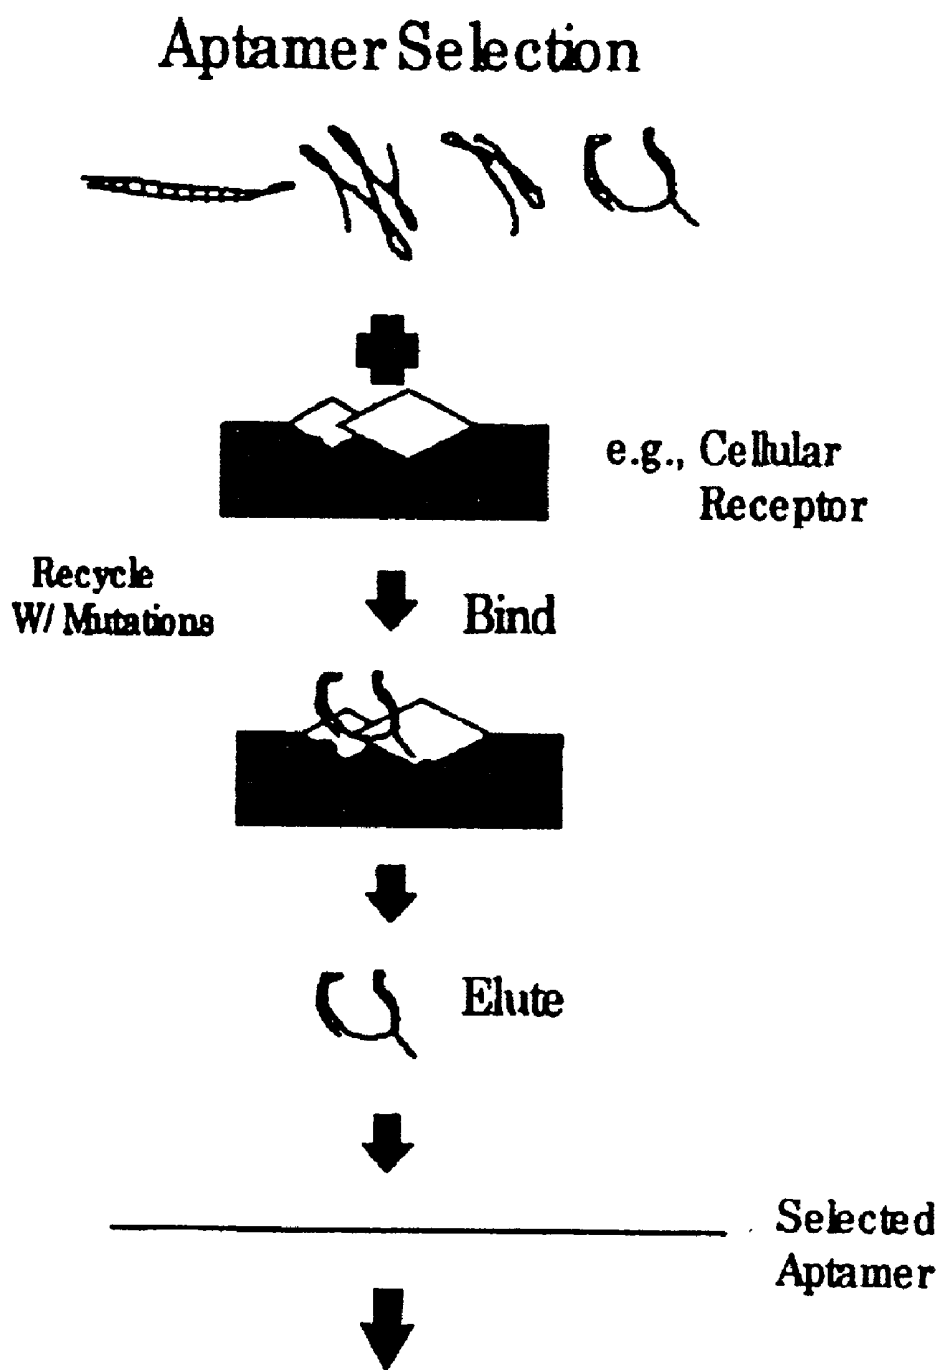 Aptamer Selection
e.g., Cellular
Receptor
Recycle
W/ Mutations
Bind
Elute
Selected
Aptamer